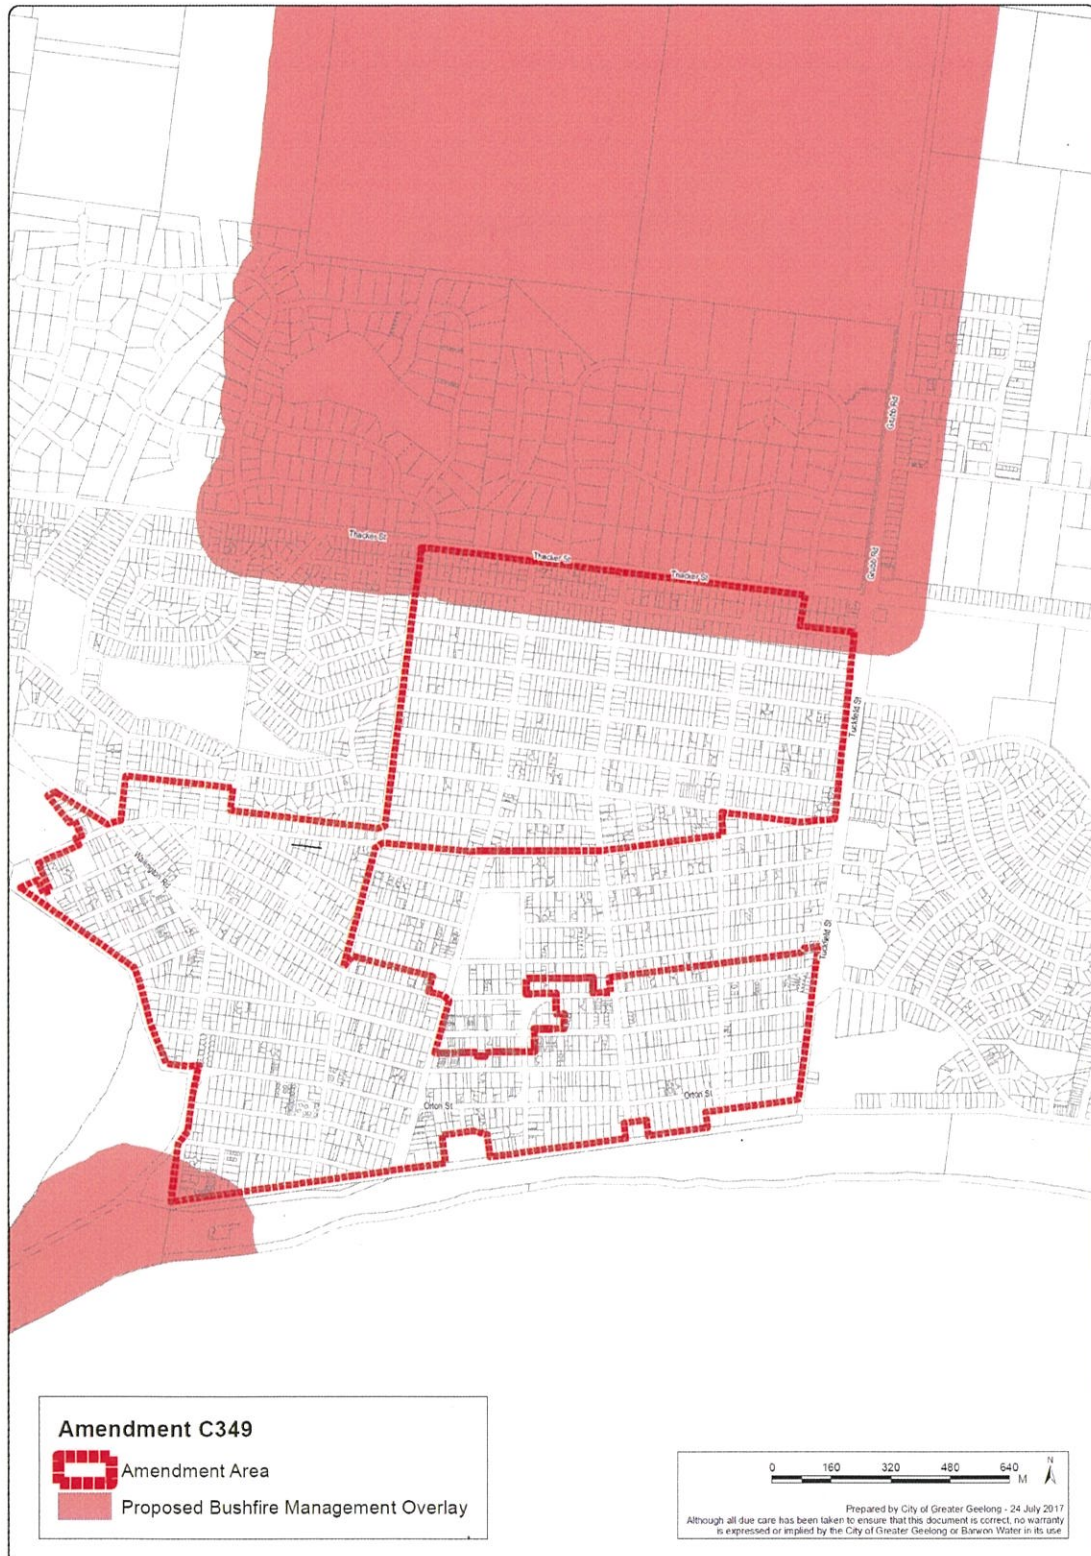 Grubb Rd
Grubb Rd
Thacker St
Thacker St
Thacker St
Tuckfield St
Wallington Rd
Tuckfield St
Orton St
Orton St
Amendment C349
Amendment Area
Proposed Bushfire Management Overlay
0 160 320 480 640
M
N
Prepared by City of Greater Geelong - 24 July 2017
Although all due care has been taken to ensure that this document is correct, no warranty
is expressed or implied by the City of Greater Geelong or Barwon Water in its use